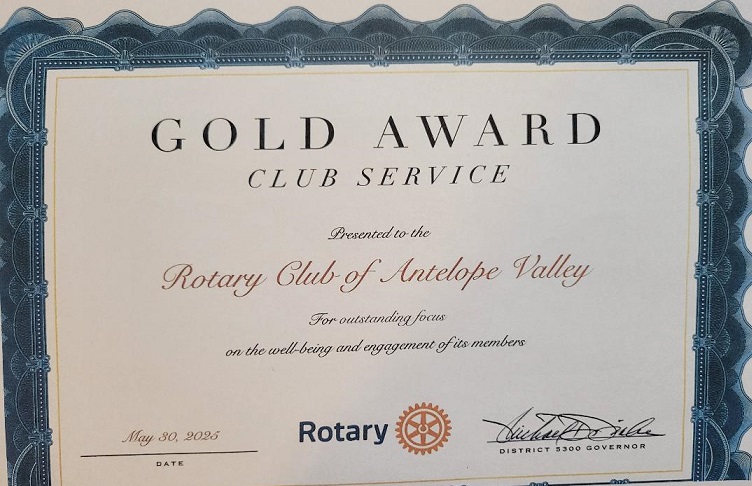 GOLD AWARD
CLUB SERVICE
Presented to the
Rotary Club of Antelope Valley
For outstanding focus
on the well-being and engagement of its members
May 30, 2025
DATE
Rotary
DISTRICT 5300 GOVERNOR